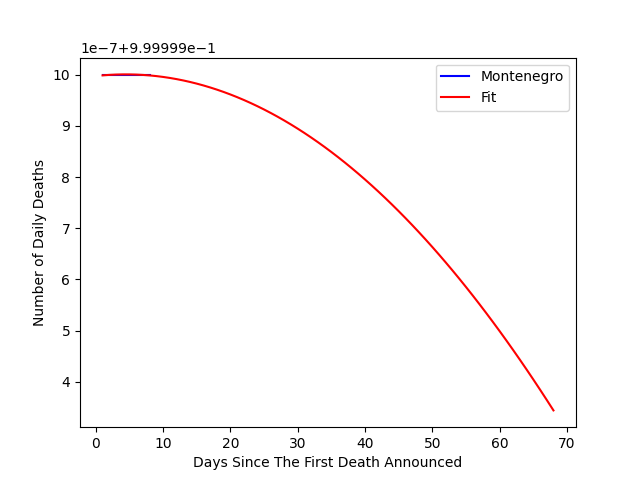 1e−7+9.99999e−1
Montenegro
Fit
Number of Daily Deaths
10
9
8
7
6
5
4
0 10 20 30 40 50 60 70
Days Since The First Death Announced